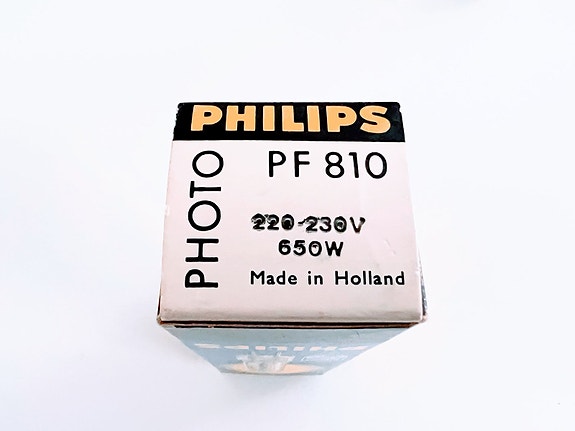 PHILIPS
PHOTO
PF 810
220-230V
650W
Made in Holland